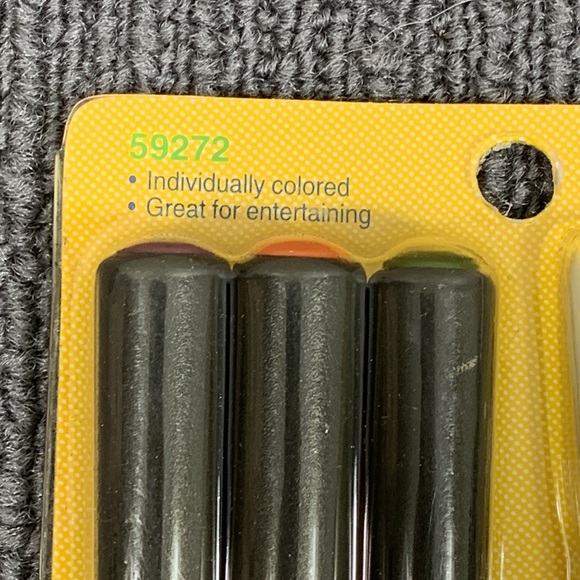 59272
• Individually colored
• Great for entertaining